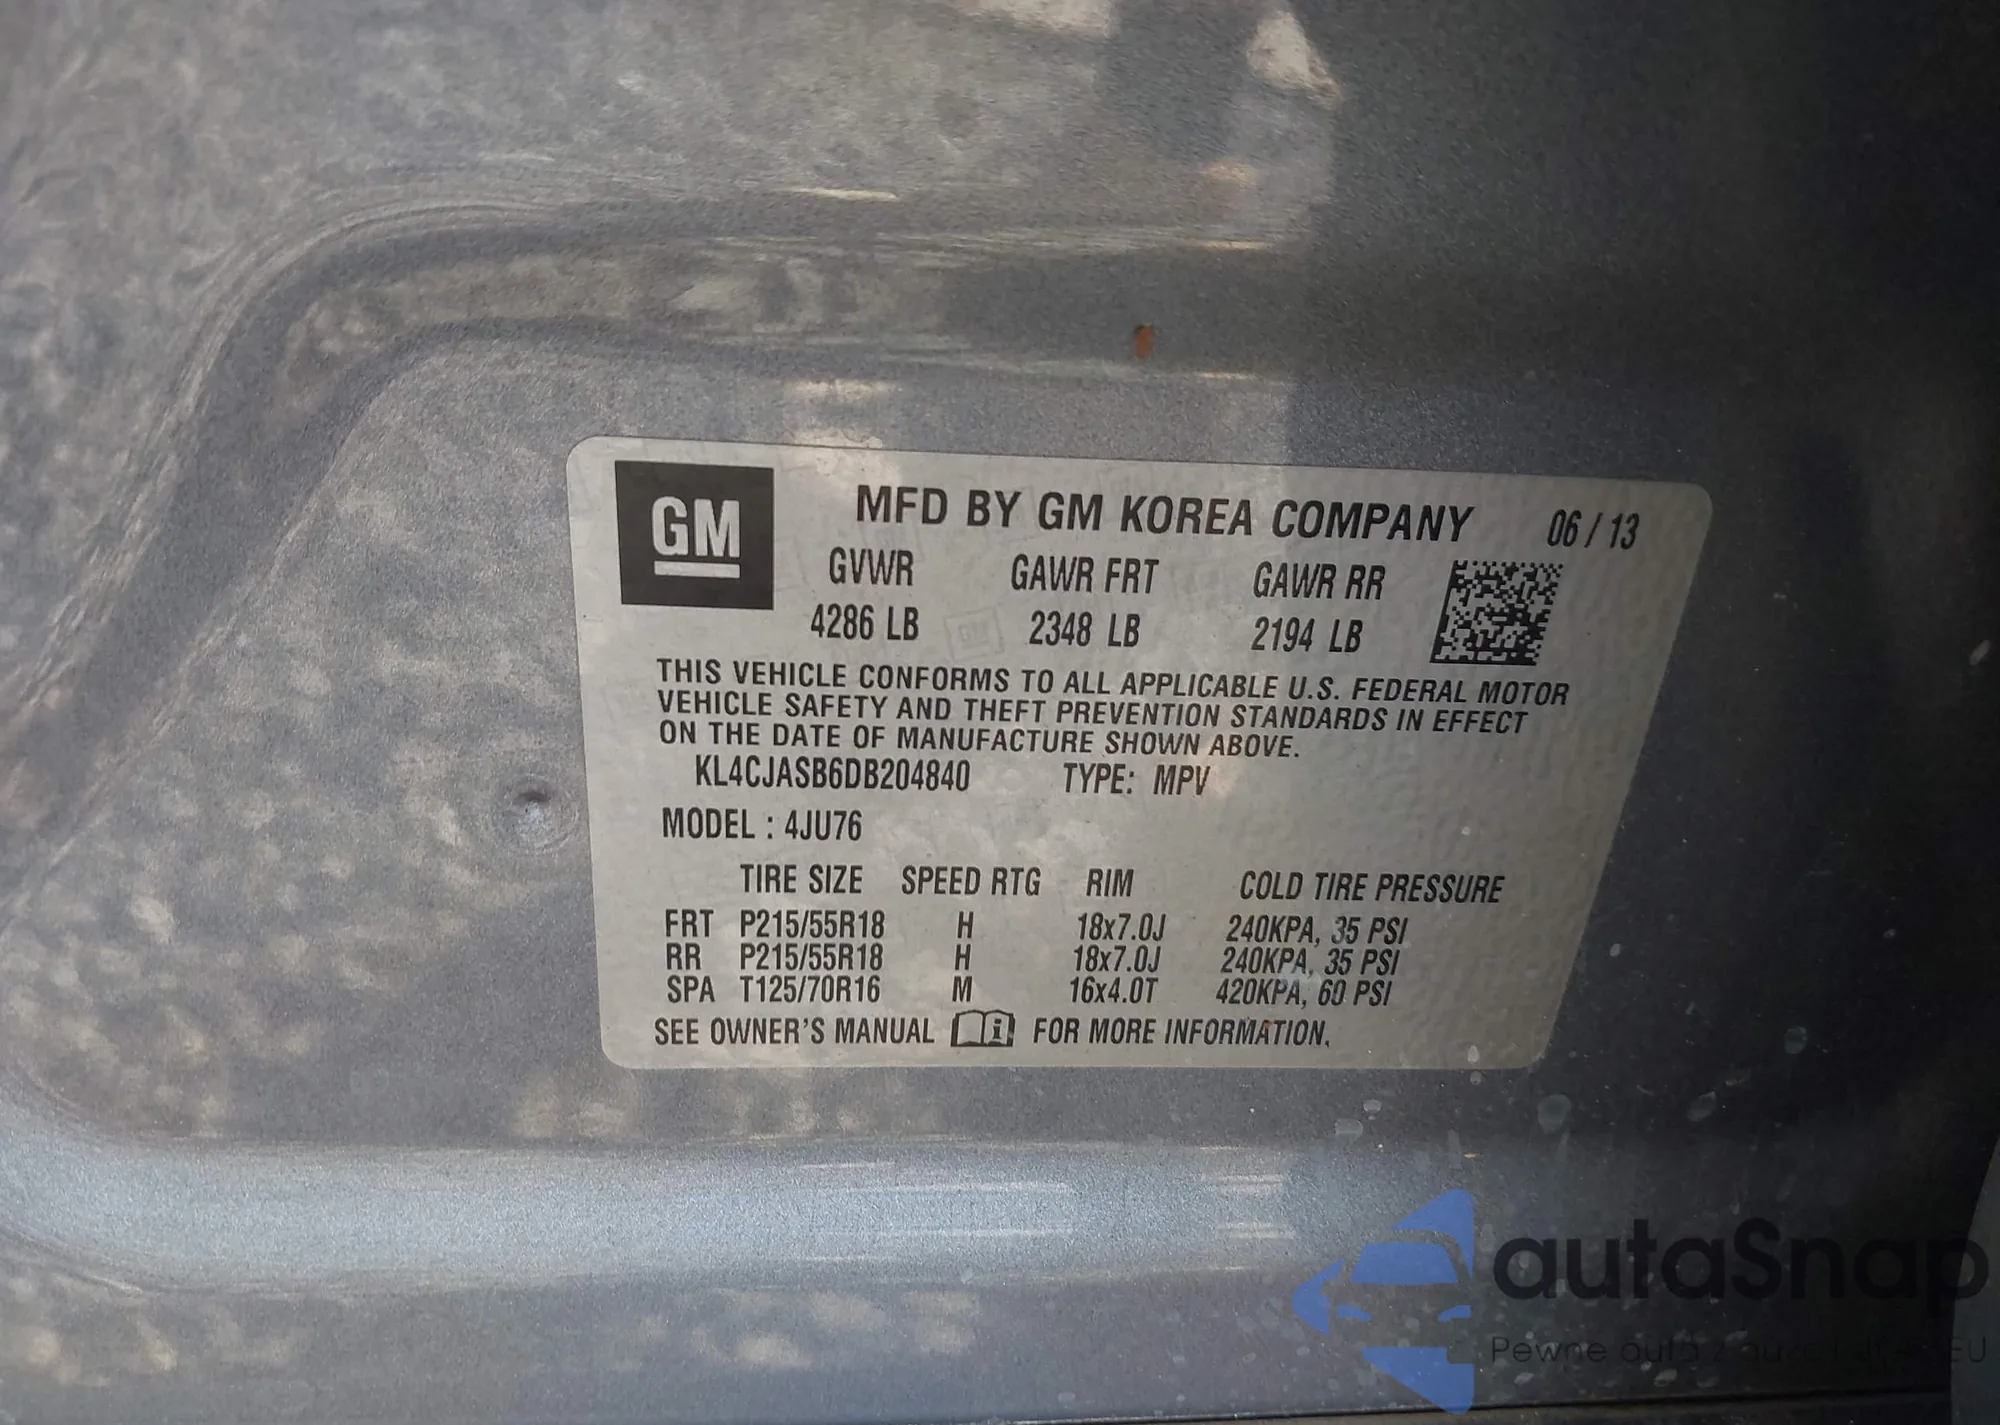 GM
MFD BY GM KOREA COMPANY 06 / 13
GVWR GAWR FRT GAWR RR
4286 LB 2348 LB 2194 LB
THIS VEHICLE CONFORMS TO ALL APPLICABLE U.S. FEDERAL MOTOR
VEHICLE SAFETY AND THEFT PREVENTION STANDARDS IN EFFECT
ON THE DATE OF MANUFACTURE SHOWN ABOVE.
KL4CJASB6DB204840 TYPE: MPV
MODEL : 4JU76
TIRE SIZE SPEED RTG RIM COLD TIRE PRESSURE
FRT P215/55R18 H 18x7.0J 240KPA, 35 PSI
RR P215/55R18 H 18x7.0J 240KPA, 35 PSI
SPA T125/70R16 M 16x4.0T 420KPA, 60 PSI
SEE OWNER'S MANUAL FOR MORE INFORMATION.
autaSnap
Pewne auta z EU